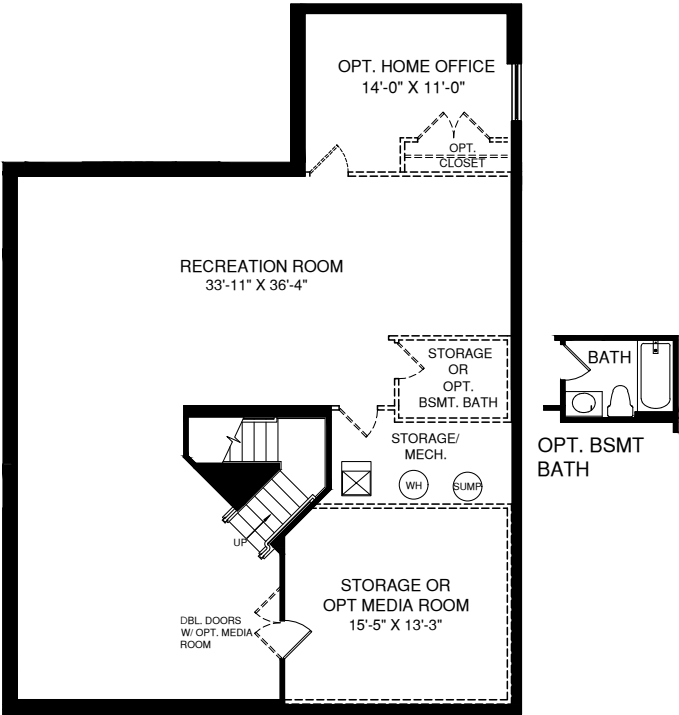 OPT. HOME OFFICE
14'-0" X 11'-0"
OPT.
CLOSET
RECREATION ROOM
33'-11" X 36'-4"
STORAGE
OR
OPT.
BSMT. BATH
BATH
OPT. BSMT
BATH
STORAGE/
MECH.
WH
SUMP
UP
STORAGE OR
OPT MEDIA ROOM
15'-5" X 13'-3"
DBL. DOORS
W/ OPT. MEDIA
ROOM